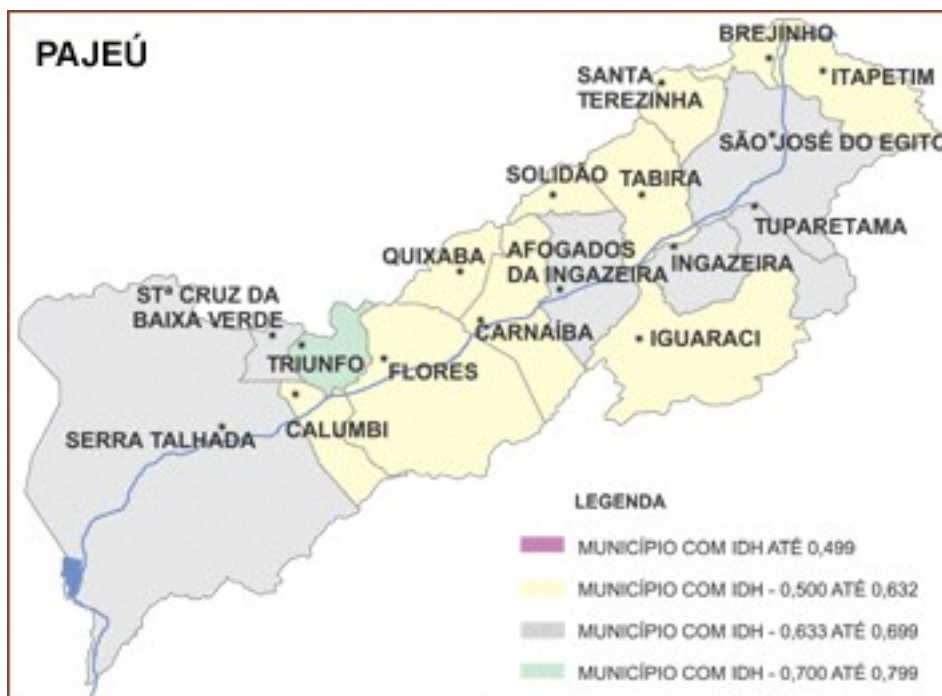 PAJEÚ
BREJINHO
ITAPETIM
SANTA
TEREZINHA
SÃO JOSÉ DO EGITO
SOLIDÃO
TABIRA
TUPARETAMA
QUIXABA
AFOGADOS
DA INGAZEIRA
INGAZEIRA
STª CRUZ DA
BAIXA VERDE
CARNAÍBA
IGUARACI
TRIUNFO
FLORES
CALUMBI
SERRA TALHADA
LEGENDA
MUNICÍPIO COM IDH ATÉ 0,499
MUNICÍPIO COM IDH - 0,500 ATÉ 0,632
MUNICÍPIO COM IDH - 0,633 ATÉ 0,699
MUNICÍPIO COM IDH - 0,700 ATÉ 0,799